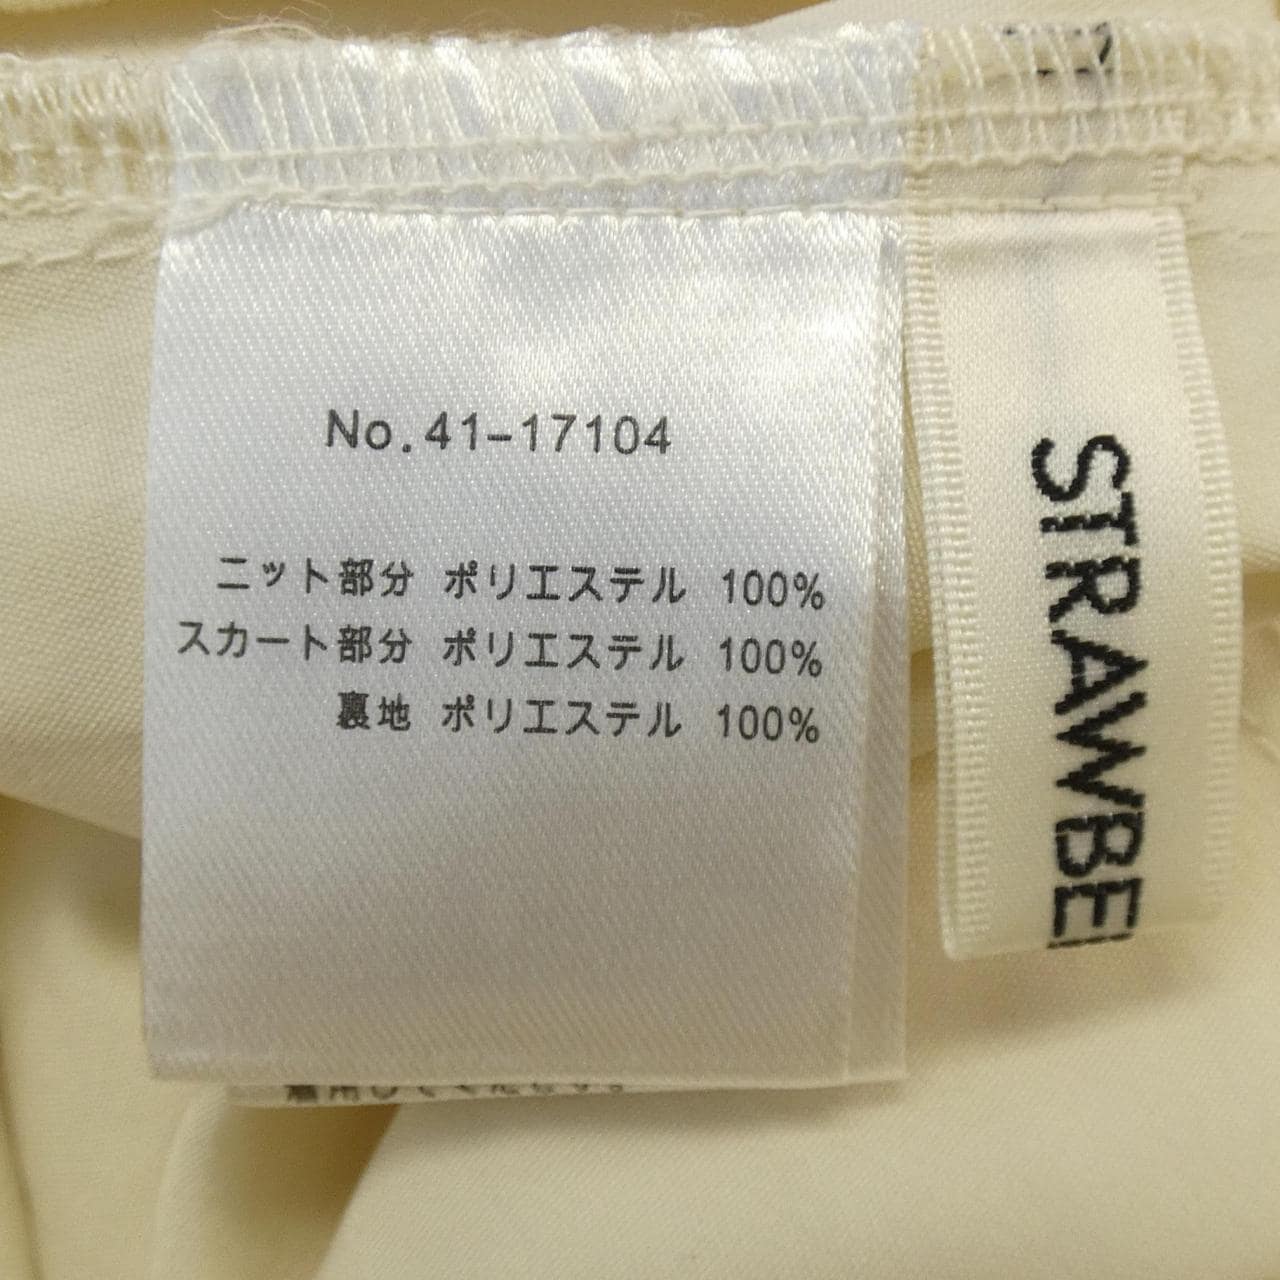 No.41-17104
ニット部分 ポリエステル 100%
スカート部分 ポリエステル 100%
裏地 ポリエステル 100%
STRAWBE